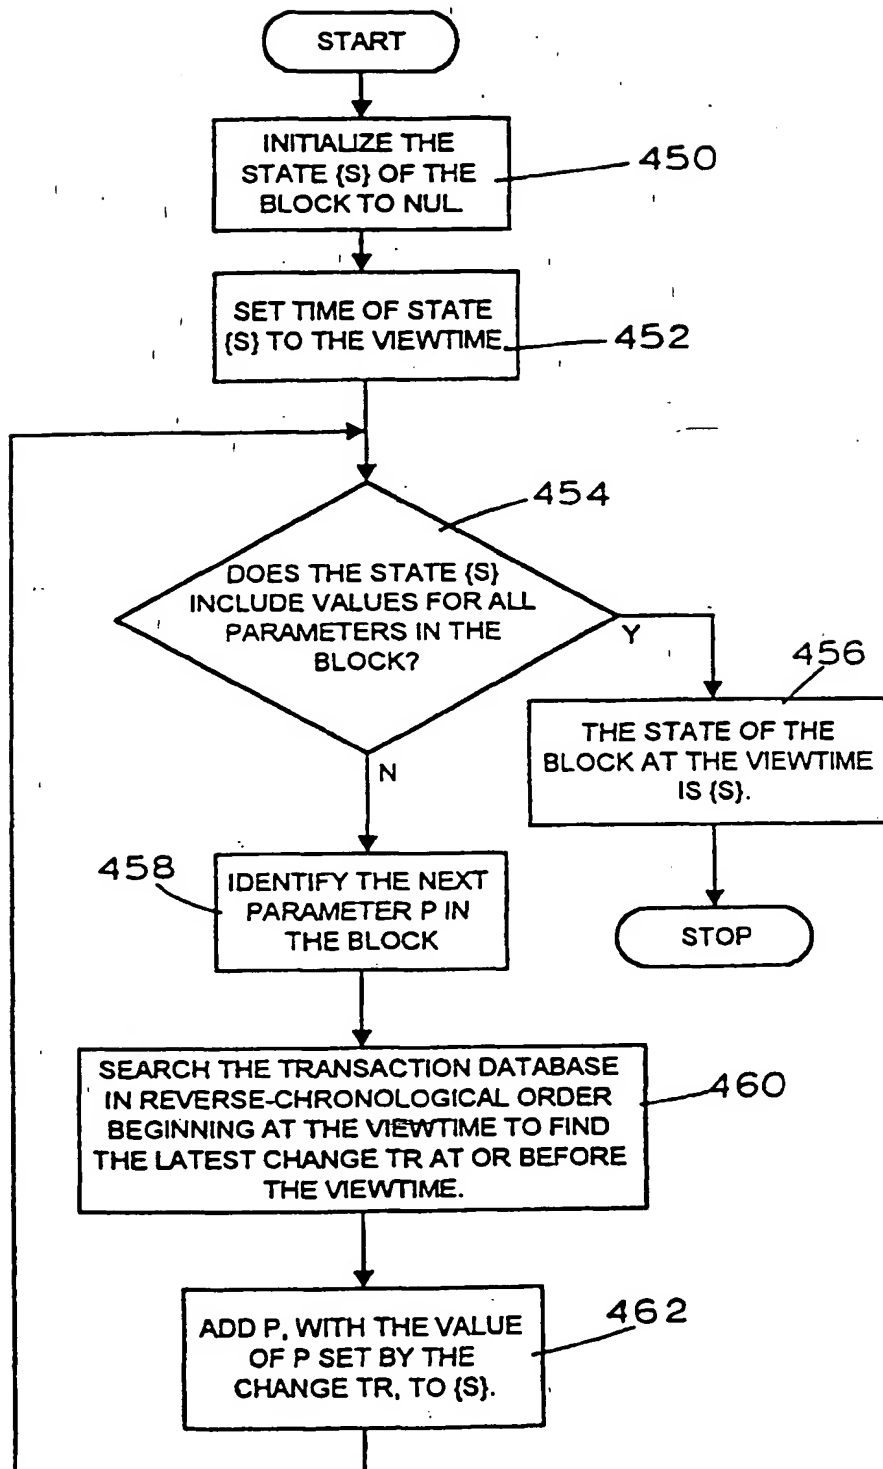 START
INITIALIZE THE
STATE {S} OF THE
BLOCK TO NUL
450
SET TIME OF STATE
{S} TO THE VIEWTIME
452
454
DOES THE STATE {S}
INCLUDE VALUES FOR ALL
PARAMETERS IN THE
BLOCK?
Y
N
456
THE STATE OF THE
BLOCK AT THE VIEWTIME
IS {S}.
STOP
458
IDENTIFY THE NEXT
PARAMETER P IN
THE BLOCK
SEARCH THE TRANSACTION DATABASE
IN REVERSE-CHRONOLOGICAL ORDER
BEGINNING AT THE VIEWTIME TO FIND
THE LATEST CHANGE TR AT OR BEFORE
THE VIEWTIME.
460
ADD P, WITH THE VALUE
OF P SET BY THE
CHANGE TR, TO {S}.
462